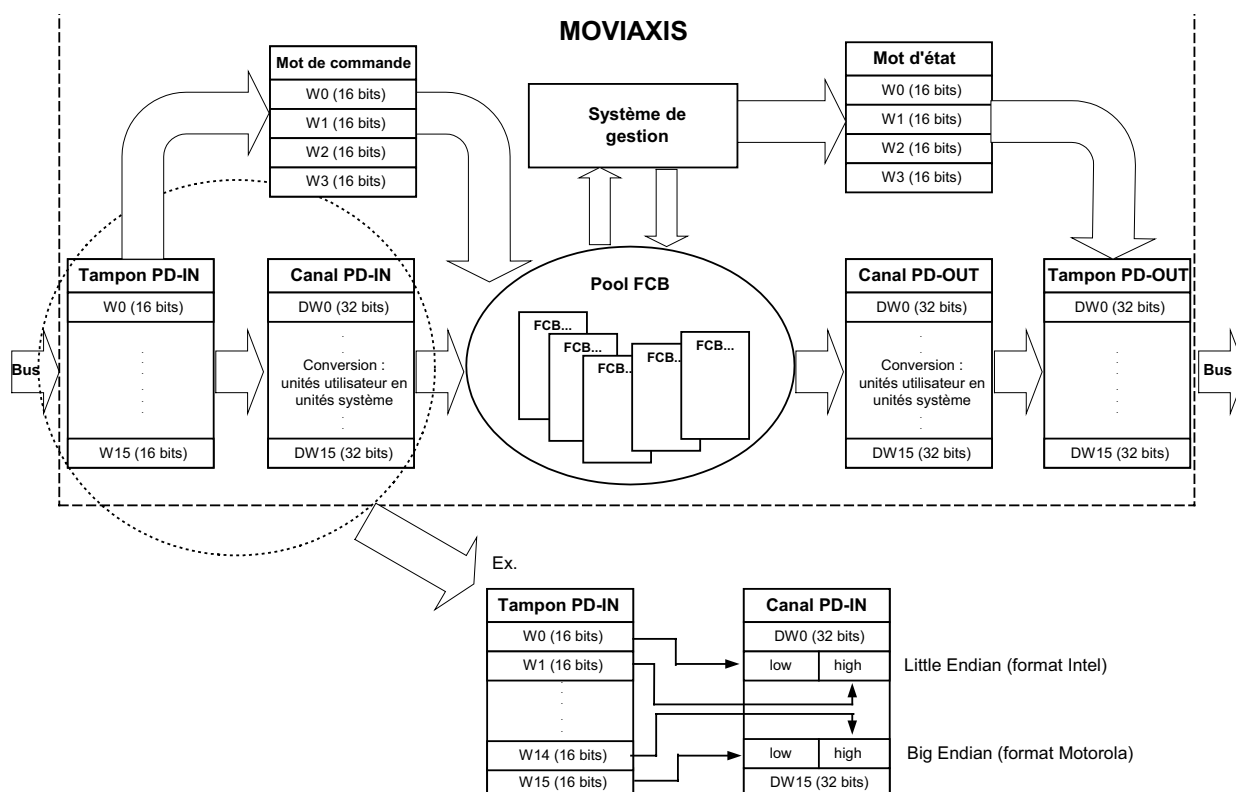 MOVIAXIS
Mot de commande
W0 (16 bits)
W1 (16 bits)
W2 (16 bits)
W3 (16 bits)
Système de
gestion
Mot d'état
W0 (16 bits)
W1 (16 bits)
W2 (16 bits)
W3 (16 bits)
Bus
Tampon PD-IN
W0 (16 bits)
W15 (16 bits)
Canal PD-IN
DW0 (32 bits)
Conversion :
unités utilisateur en
unités système
DW15 (32 bits)
Pool FCB
FCB...
FCB...
FCB..
FCB..
FCB...
Canal PD-OUT
DW0 (32 bits)
Conversion :
unités utilisateur en
unités système
DW15 (32 bits)
Tampon PD-OUT
DW0 (32 bits)
DW15 (32 bits)
Bus
Ex.
Tampon PD-IN
W0 (16 bits)
W1 (16 bits)
W14 (16 bits)
W15 (16 bits)
Canal PD-IN
DW0 (32 bits)
low high
Little Endian (format Intel)
low high
Big Endian (format Motorola)
DW15 (32 bits)